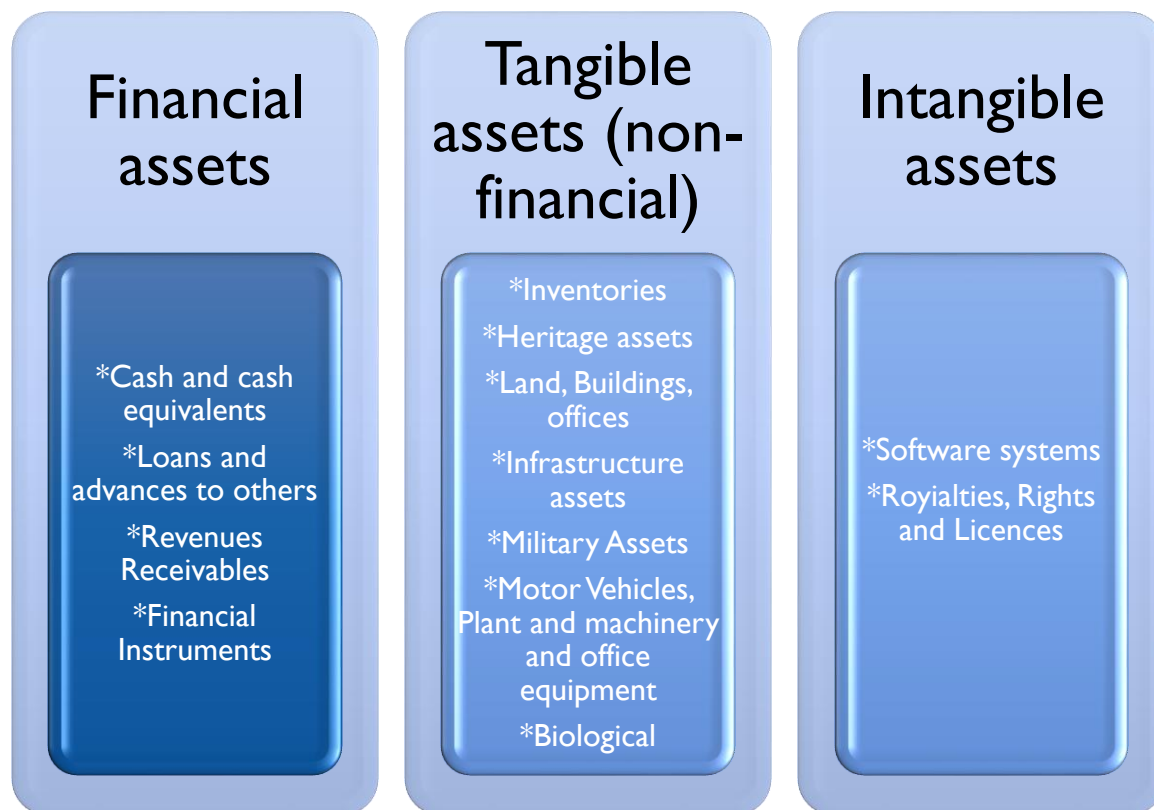 Financial
assets
*Cash and cash
equivalents
*Loans and
advances to others
*Revenues
Receivables
*Financial
Instruments
Tangible
assets (non-
financial)
*Inventories
*Heritage assets
*Land, Buildings,
offices
*Infrastructure
assets
*Military Assets
*Motor Vehicles,
Plant and machinery
and office
equipment
*Biological
Intangible
assets
*Software systems
*Royialties, Rights
and Licences